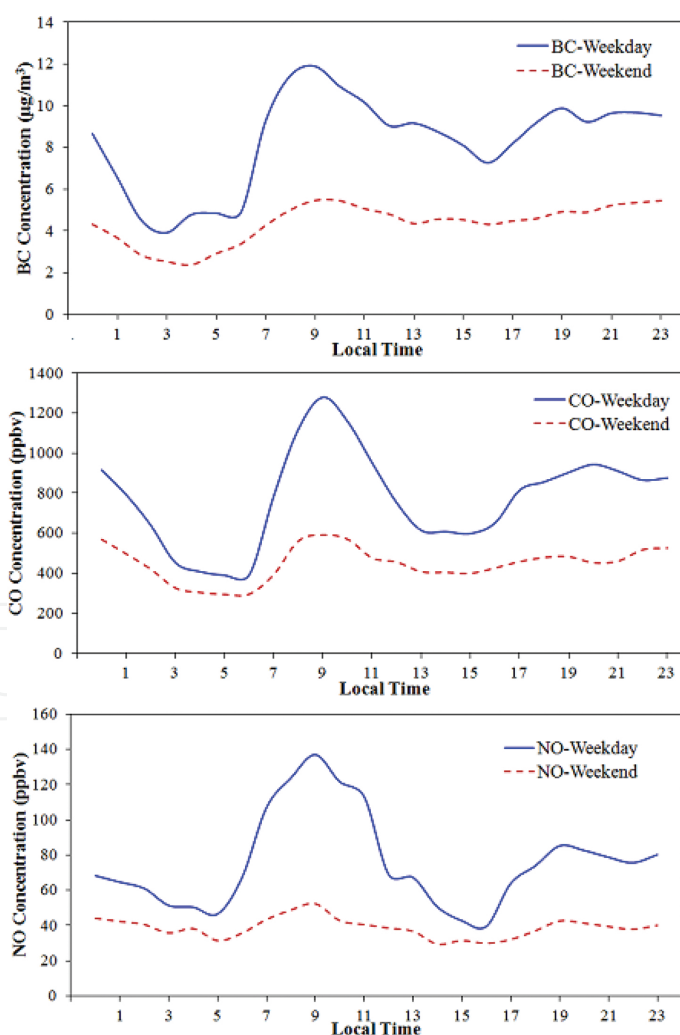 14
12
10
8
6
4
2
0
BC Concentration (µg/m³)
BC-Weekday
BC-Weekend
1 3 5 7 9 11 13 15 17 19 21 23
Local Time
1400
1200
1000
800
600
400
200
0
CO Concentration (ppbv)
CO-Weekday
CO-Weekend
1 3 5 7 9 11 13 15 17 19 21 23
Local Time
160
140
120
100
80
60
40
20
0
NO Concentration (ppbv)
NO-Weekday
NO-Weekend
1 3 5 7 9 11 13 15 17 19 21 23
Local Time